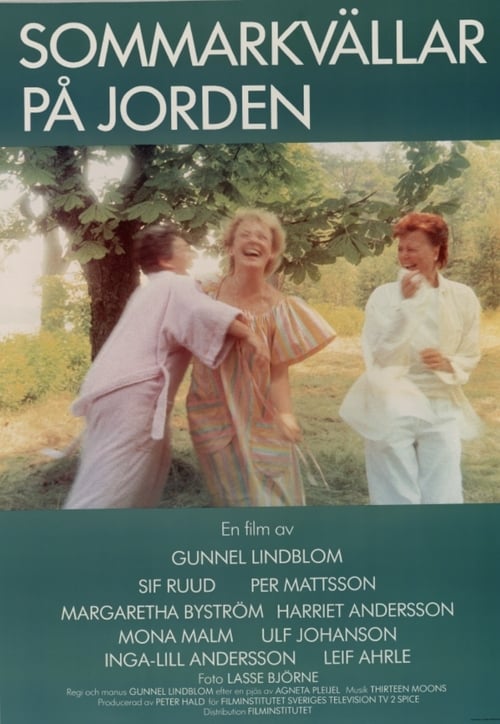 SOMMARKVÄLLAR
PÅ JORDEN
En film av
GUNNEL LINDBLOM
SIF RUUD PER MATTSSON
MARGARETHA BYSTRÖM HARRIET ANDERSSON
MONA MALM ULF JOHANSON
INGA-LILL ANDERSSON LEIF AHRLE
Foto LASSE BJÖRNE
Regi och manus GUNNEL LINDBLOM efter en pjäs av AGNETA PLEIJEL Musik THIRTEEN MOONS
Producerad av PETER HALD för FILMINSTITUTET SVERIGES TELEVISION TV 2 SPICE
Distribution FILMINSTITUTET